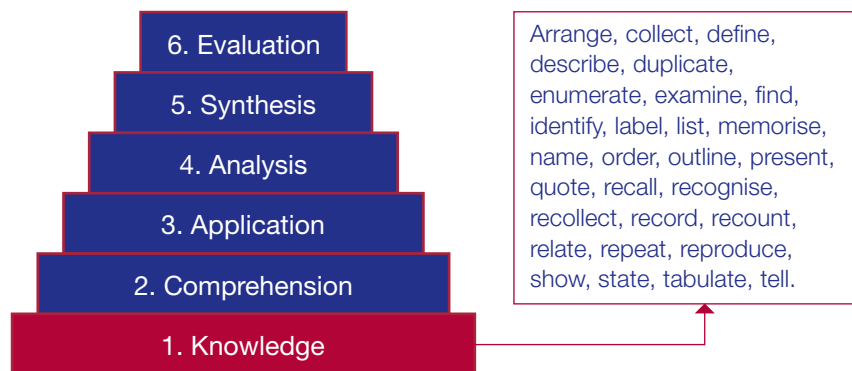 6. Evaluation
5. Synthesis
4. Analysis
3. Application
2. Comprehension
1. Knowledge
Arrange, collect, define,
describe, duplicate,
enumerate, examine, find,
identify, label, list, memorise,
name, order, outline, present,
quote, recall, recognise,
recollect, record, recount,
relate, repeat, reproduce,
show, state, tabulate, tell.